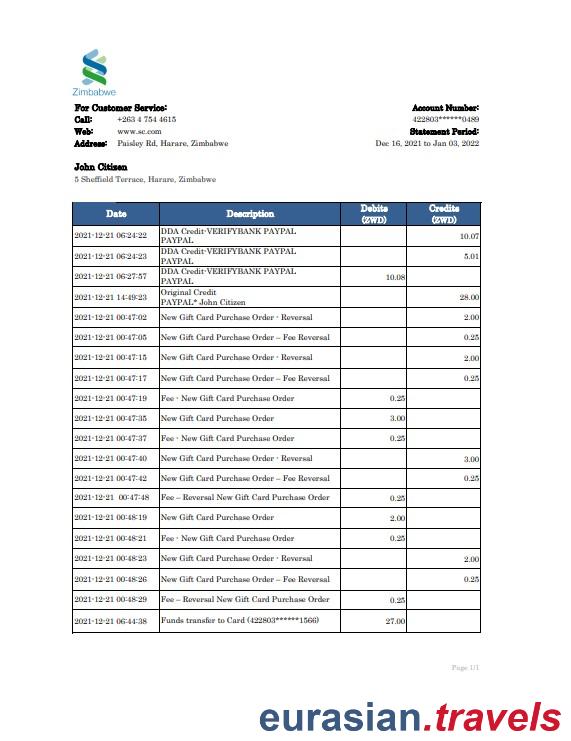 Zimbabwe
For Customer Service:
Call: +263 4 754 4615
Web: www.sc.com
Address: Paisley Rd, Harare, Zimbabwe
Account Number:
422803******0489
Statement Period:
Dec 16, 2021 to Jan 03, 2022
John Citizen
5 Sheffield Terrace, Harare, Zimbabwe
Date Description Debits (ZWD) Credits (ZWD)
2021-12-21 06:24:22 DDA Credit-VERIFYBANK PAYPAL
PAYPAL 10.07
2021-12-21 06:24:23 DDA Credit-VERIFYBANK PAYPAL
PAYPAL 5.01
2021-12-21 06:27:57 DDA Credit-VERIFYBANK PAYPAL
PAYPAL 10.08
2021-12-21 14:49:23 Original Credit
PAYPAL* John Citizen 28.00
2021-12-21 00:47:02 New Gift Card Purchase Order - Reversal 2.00
2021-12-21 00:47:05 New Gift Card Purchase Order – Fee Reversal 0.25
2021-12-21 00:47:15 New Gift Card Purchase Order - Reversal 2.00
2021-12-21 00:47:17 New Gift Card Purchase Order – Fee Reversal 0.25
2021-12-21 00:47:19 Fee - New Gift Card Purchase Order 0.25
2021-12-21 00:47:35 New Gift Card Purchase Order 3.00
2021-12-21 00:47:37 Fee - New Gift Card Purchase Order 0.25
2021-12-21 00:47:40 New Gift Card Purchase Order - Reversal 3.00
2021-12-21 00:47:42 New Gift Card Purchase Order – Fee Reversal 0.25
2021-12-21 00:47:48 Fee – Reversal New Gift Card Purchase Order 0.25
2021-12-21 00:48:19 New Gift Card Purchase Order 2.00
2021-12-21 00:48:21 Fee - New Gift Card Purchase Order 0.25
2021-12-21 00:48:23 New Gift Card Purchase Order - Reversal 2.00
2021-12-21 00:48:26 New Gift Card Purchase Order – Fee Reversal 0.25
2021-12-21 00:48:29 Fee – Reversal New Gift Card Purchase Order 0.25
2021-12-21 06:44:38 Funds transfer to Card (422803******1566) 27.00
Page 1/1
eurasian.travels